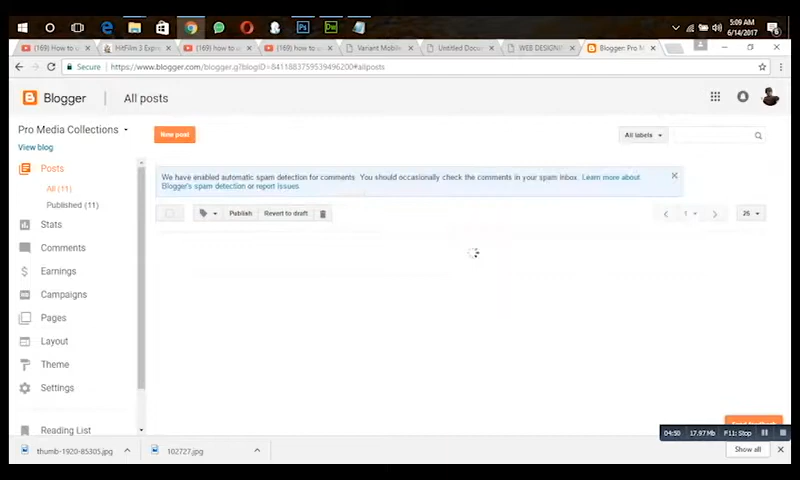 5:09 AM
6/14/2017
(169) How to u
HitFilm 3 Expre
(169) how to us
(169) how to us
Variant Mobile
Untitled Docu
WEB DESIGNI
Blogger: Pro M
Secure
https://www.blogger.com/blogger.g?blogID=8411883759539496200#allposts
Blogger
All posts
Pro Media Collections
View blog
New post
All labels
Posts
All (11)
Published (11)
Stats
Comments
Earnings
Campaigns
Pages
Layout
Theme
Settings
Reading List
We have enabled automatic spam detection for comments. You should occasionally check the comments in your spam inbox. Learn more about
Blogger's spam detection or report issues
Publish
Revert to draft
1
25
04:50
17.97 Mb
F11: Stop
thumb-1920-85305.jpg
102727.jpg
Show all